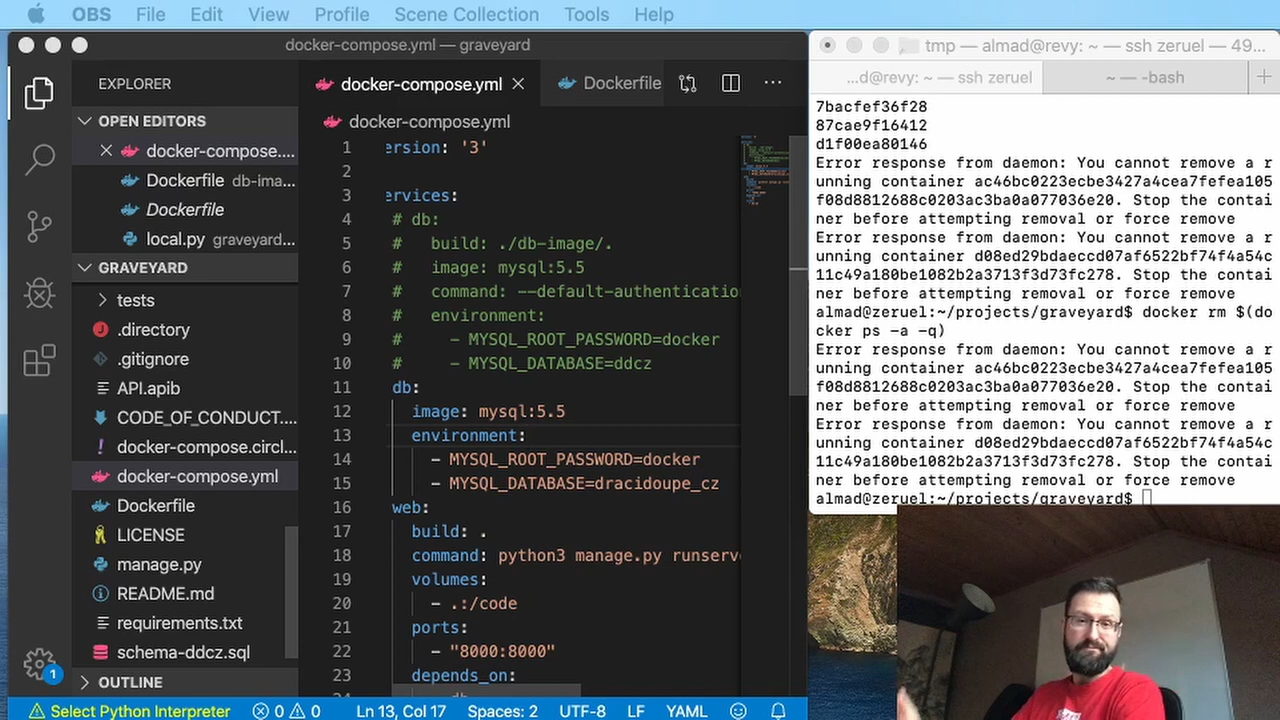 OBS File Edit View Profile Scene Collection Tools Help
docker-compose.yml — graveyard
EXPLORER
OPEN EDITORS
docker-compose....
Dockerfile db-ima...
Dockerfile
local.py graveyard...
GRAVEYARD
tests
.directory
.gitignore
API.apib
CODE_OF_CONDUCT....
docker-compose.circl...
docker-compose.yml
Dockerfile
LICENSE
manage.py
README.md
requirements.txt
schema-ddcz.sql
OUTLINE
docker-compose.yml
Dockerfile
docker-compose.yml
1 ersion: '3'
2
3 ervices:
4 # db:
5 # build: ./db-image/.
6 # image: mysql:5.5
7 # command: --default-authenticatio
8 # environment:
9 # - MYSQL_ROOT_PASSWORD=docker
10 # - MYSQL_DATABASE=ddcz
11 db:
12 image: mysql:5.5
13 environment:
14 - MYSQL_ROOT_PASSWORD=docker
15 - MYSQL_DATABASE=dracidoupe_cz
16 web:
17 build: .
18 command: python3 manage.py runserve
19 volumes:
20 - .:/code
21 ports:
22 - "8000:8000"
23 depends_on:
1
Select Python Interpreter 0 0 Ln 13, Col 17 Spaces: 2 UTF-8 LF YAML
tmp — almad@revy: ~ — ssh zeruel — 49...
...d@revy: ~ — ssh zeruel
~ — -bash
7bacfef36f28
87cae9f16412
d1f00ea80146
Error response from daemon: You cannot remove a r
unning container ac46bc0223ecbe3427a4cea7fefea105
f08d8812688c0203ac3ba0a077036e20. Stop the contai
ner before attempting removal or force remove
Error response from daemon: You cannot remove a r
unning container d08ed29bdaeccd07af6522bf74f4a54c
11c49a180be1082b2a3713f3d73fc278. Stop the contai
ner before attempting removal or force remove
almad@zeruel:~/projects/graveyard$ docker rm $(do
cker ps -a -q)
Error response from daemon: You cannot remove a r
unning container ac46bc0223ecbe3427a4cea7fefea105
f08d8812688c0203ac3ba0a077036e20. Stop the contai
ner before attempting removal or force remove
Error response from daemon: You cannot remove a r
unning container d08ed29bdaeccd07af6522bf74f4a54c
11c49a180be1082b2a3713f3d73fc278. Stop the contai
ner before attempting removal or force remove
almad@zeruel:~/projects/graveyard$